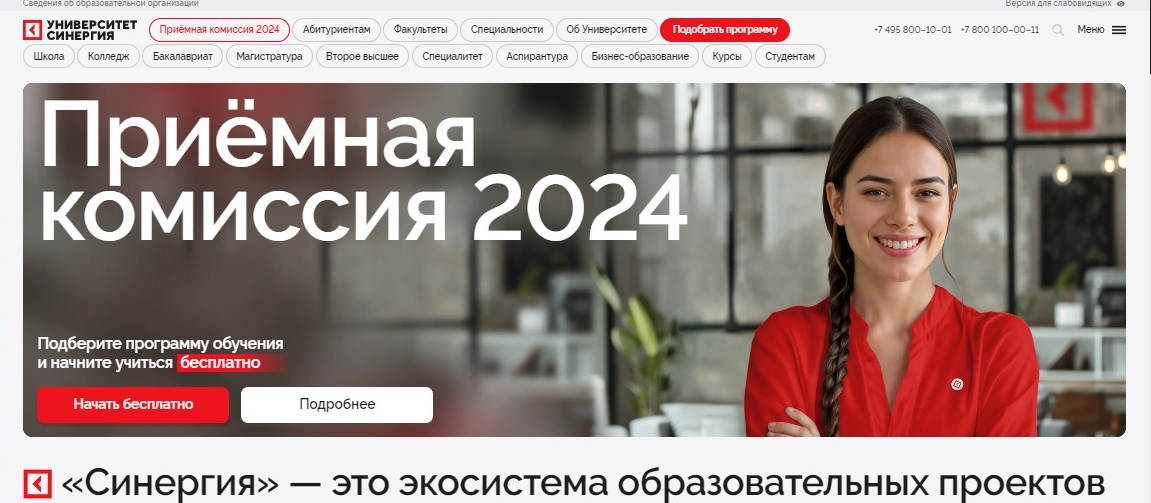 Сведения об образовательной организации
Версия для слабовидящих
УНИВЕРСИТЕТ
СИНЕРГИЯ
Приёмная комиссия 2024
Абитуриентам
Факультеты
Специальности
Об Университете
Подобрать программу
+7 495 800–10–01
+7 800 100–00–11
Меню
Школа
Колледж
Бакалавриат
Магистратура
Второе высшее
Специалитет
Аспирантура
Бизнес-образование
Курсы
Студентам
Приёмная
комиссия 2024
Подберите программу обучения
и начните учиться бесплатно
Начать бесплатно
Подробнее
«Синергия» — это экосистема образовательных проектов